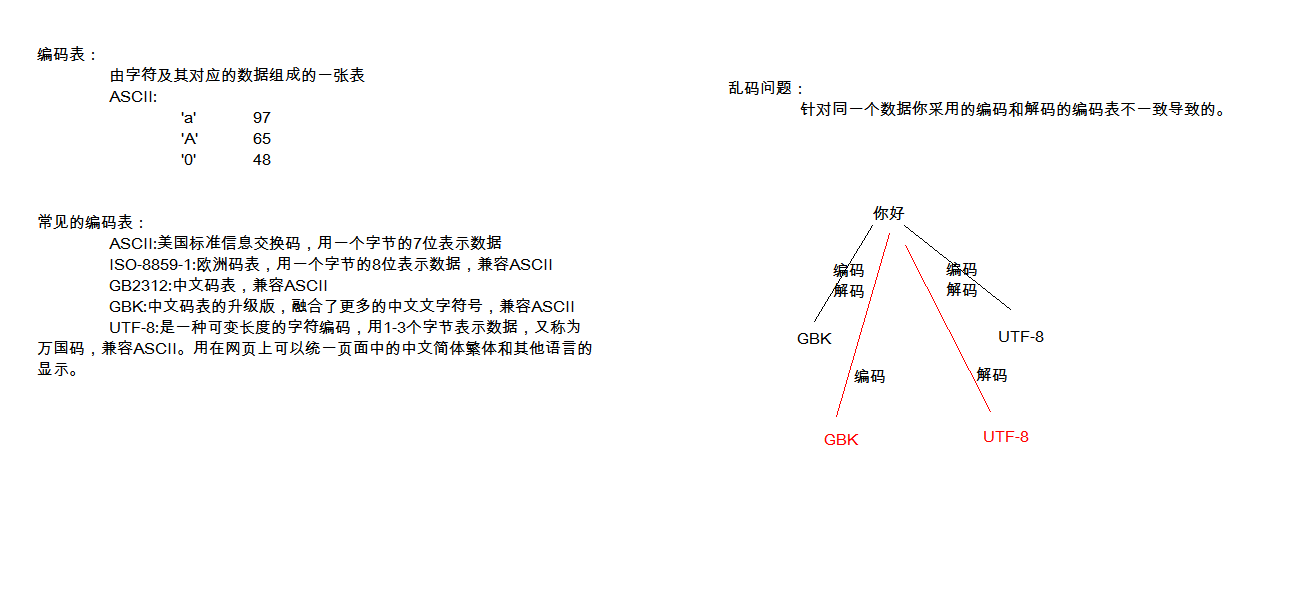 编码表：
由字符及其对应的数据组成的一张表
ASCII:
'a' 97
'A' 65
'0' 48
常见的编码表：
ASCII:美国标准信息交换码，用一个字节的7位表示数据
ISO-8859-1:欧洲码表，用一个字节的8位表示数据，兼容ASCII
GB2312:中文码表，兼容ASCII
GBK:中文码表的升级版，融合了更多的中文文字符号，兼容ASCII
UTF-8:是一种可变长度的字符编码，用1-3个字节表示数据，又称为
万国码，兼容ASCII。用在网页上可以统一页面中的中文简体繁体和其他语言的
显示。
乱码问题：
针对同一个数据你采用的编码和解码的编码表不一致导致的。
你好
编码
解码
编码
解码
GBK
UTF-8
编码
解码
GBK
UTF-8